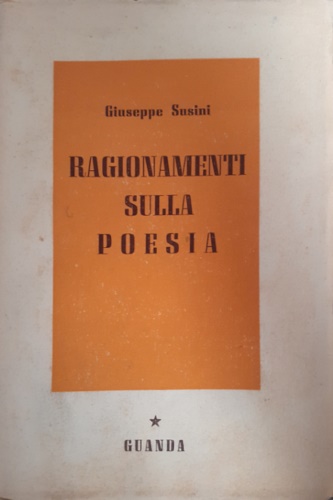 Giuseppe Susini
RAGIONAMENTI
SULLA
POESIA
GUANDA